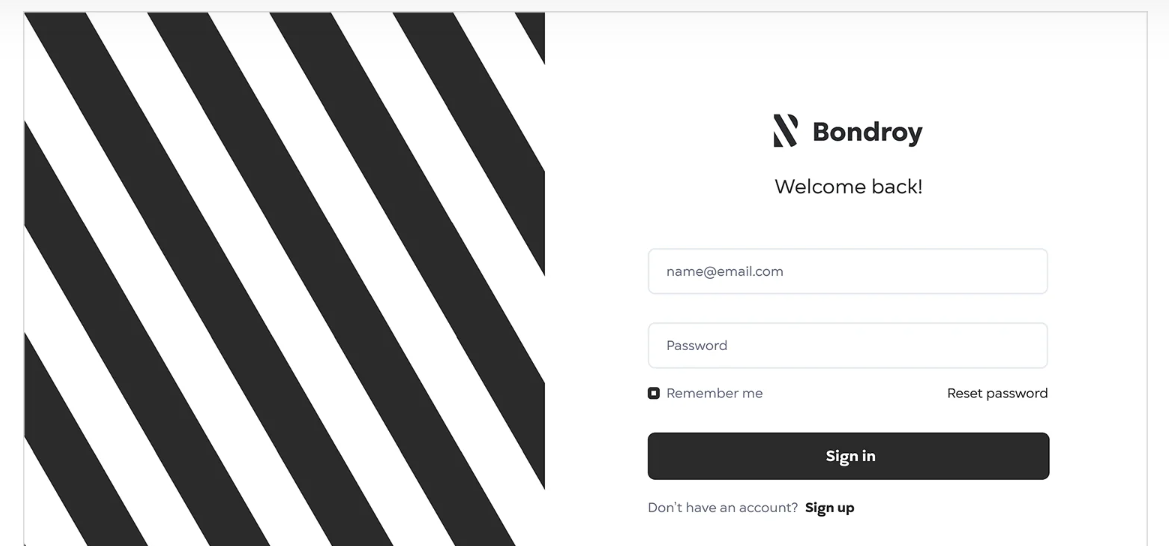 Bondroy
Welcome back!
name@email.com
Password
Remember me
Reset password
Sign in
Don't have an account? Sign up